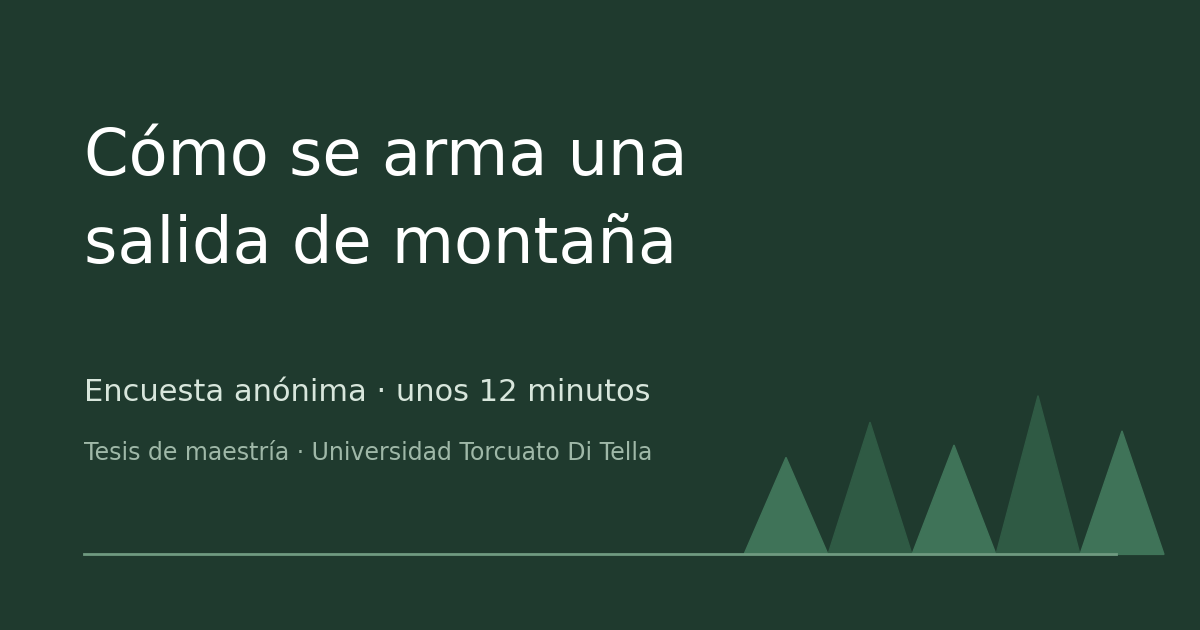 Cómo se arma una
salida de montaña
Encuesta anónima · unos 12 minutos
Tesis de maestría · Universidad Torcuato Di Tella